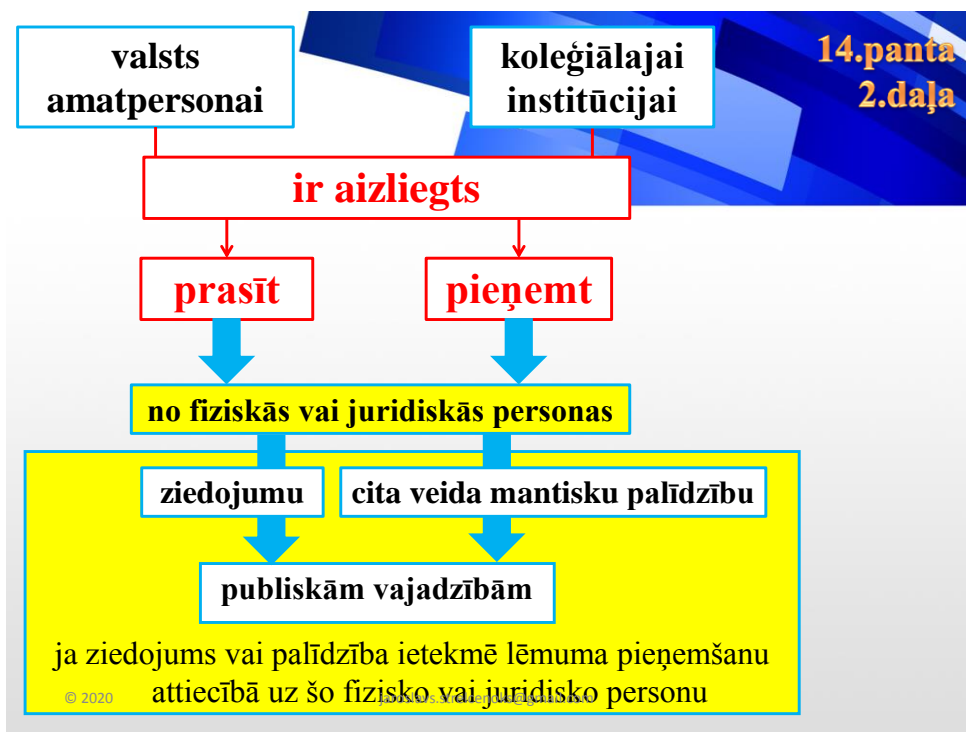 14.panta
2.daļa
valsts
amatpersonai
koleģiālajai
institūcijai
ir aizliegts
prasīt
pieņemt
no fiziskās vai juridiskās personas
ziedojumu
cita veida mantisku palīdzību
publiskām vajadzībām
ja ziedojums vai palīdzība ietekmē lēmuma pieņemšanu
attiecībā uz šo fizisko vai juridisko personu
© 2020